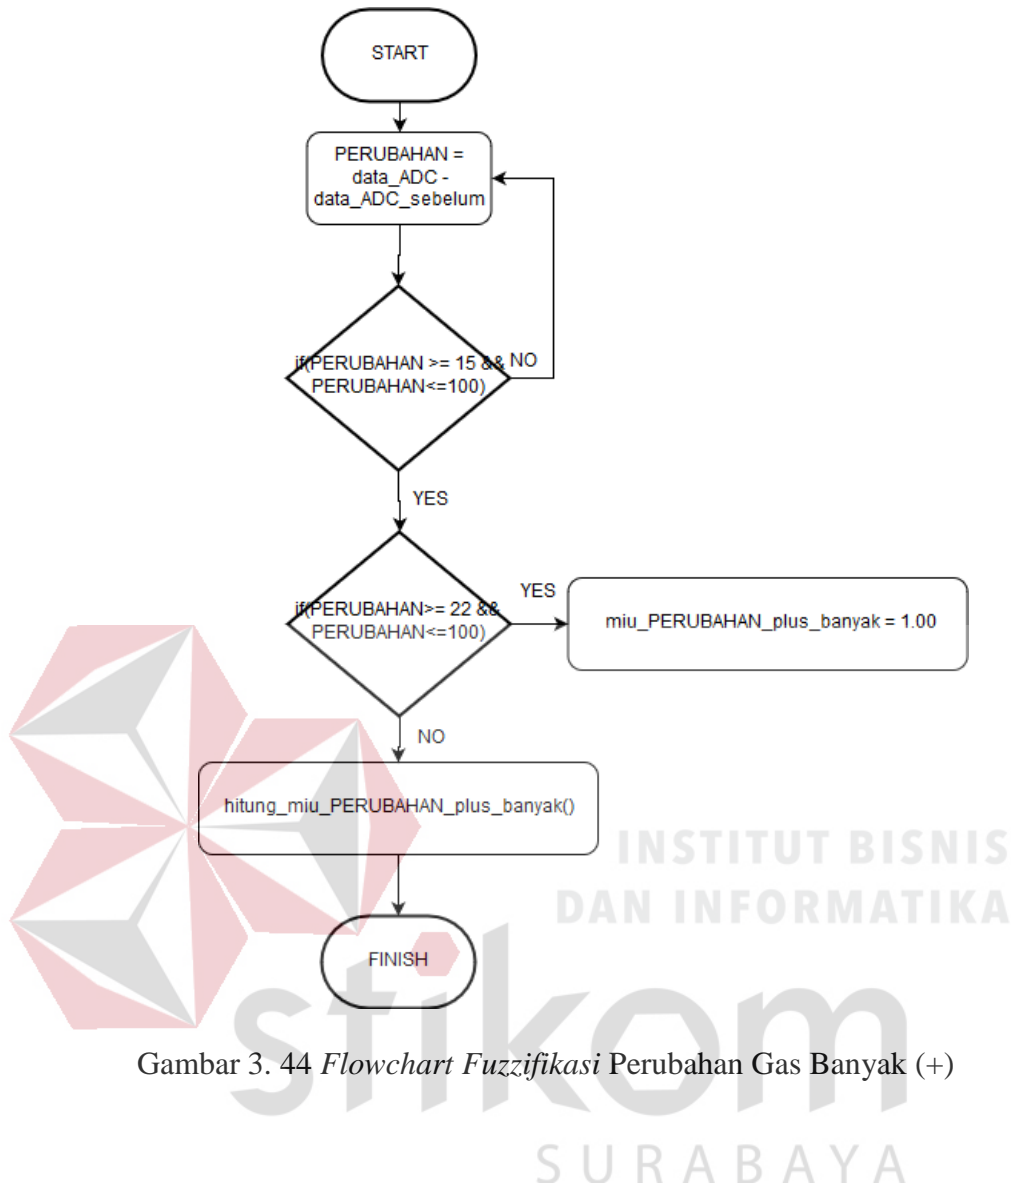 START
PERUBAHAN =
data_ADC -
data_ADC_sebelum
if(PERUBAHAN >= 15 &&
PERUBAHAN<=100)
NO
YES
if(PERUBAHAN>= 22 &&
PERUBAHAN<=100)
YES
miu_PERUBAHAN_plus_banyak = 1.00
NO
hitung_miu_PERUBAHAN_plus_banyak()
INSTITUT BISNIS
DAN INFORMATIKA
FINISH
stikom
Gambar 3. 44 Flowchart Fuzzifikasi Perubahan Gas Banyak (+)
SURABAYA